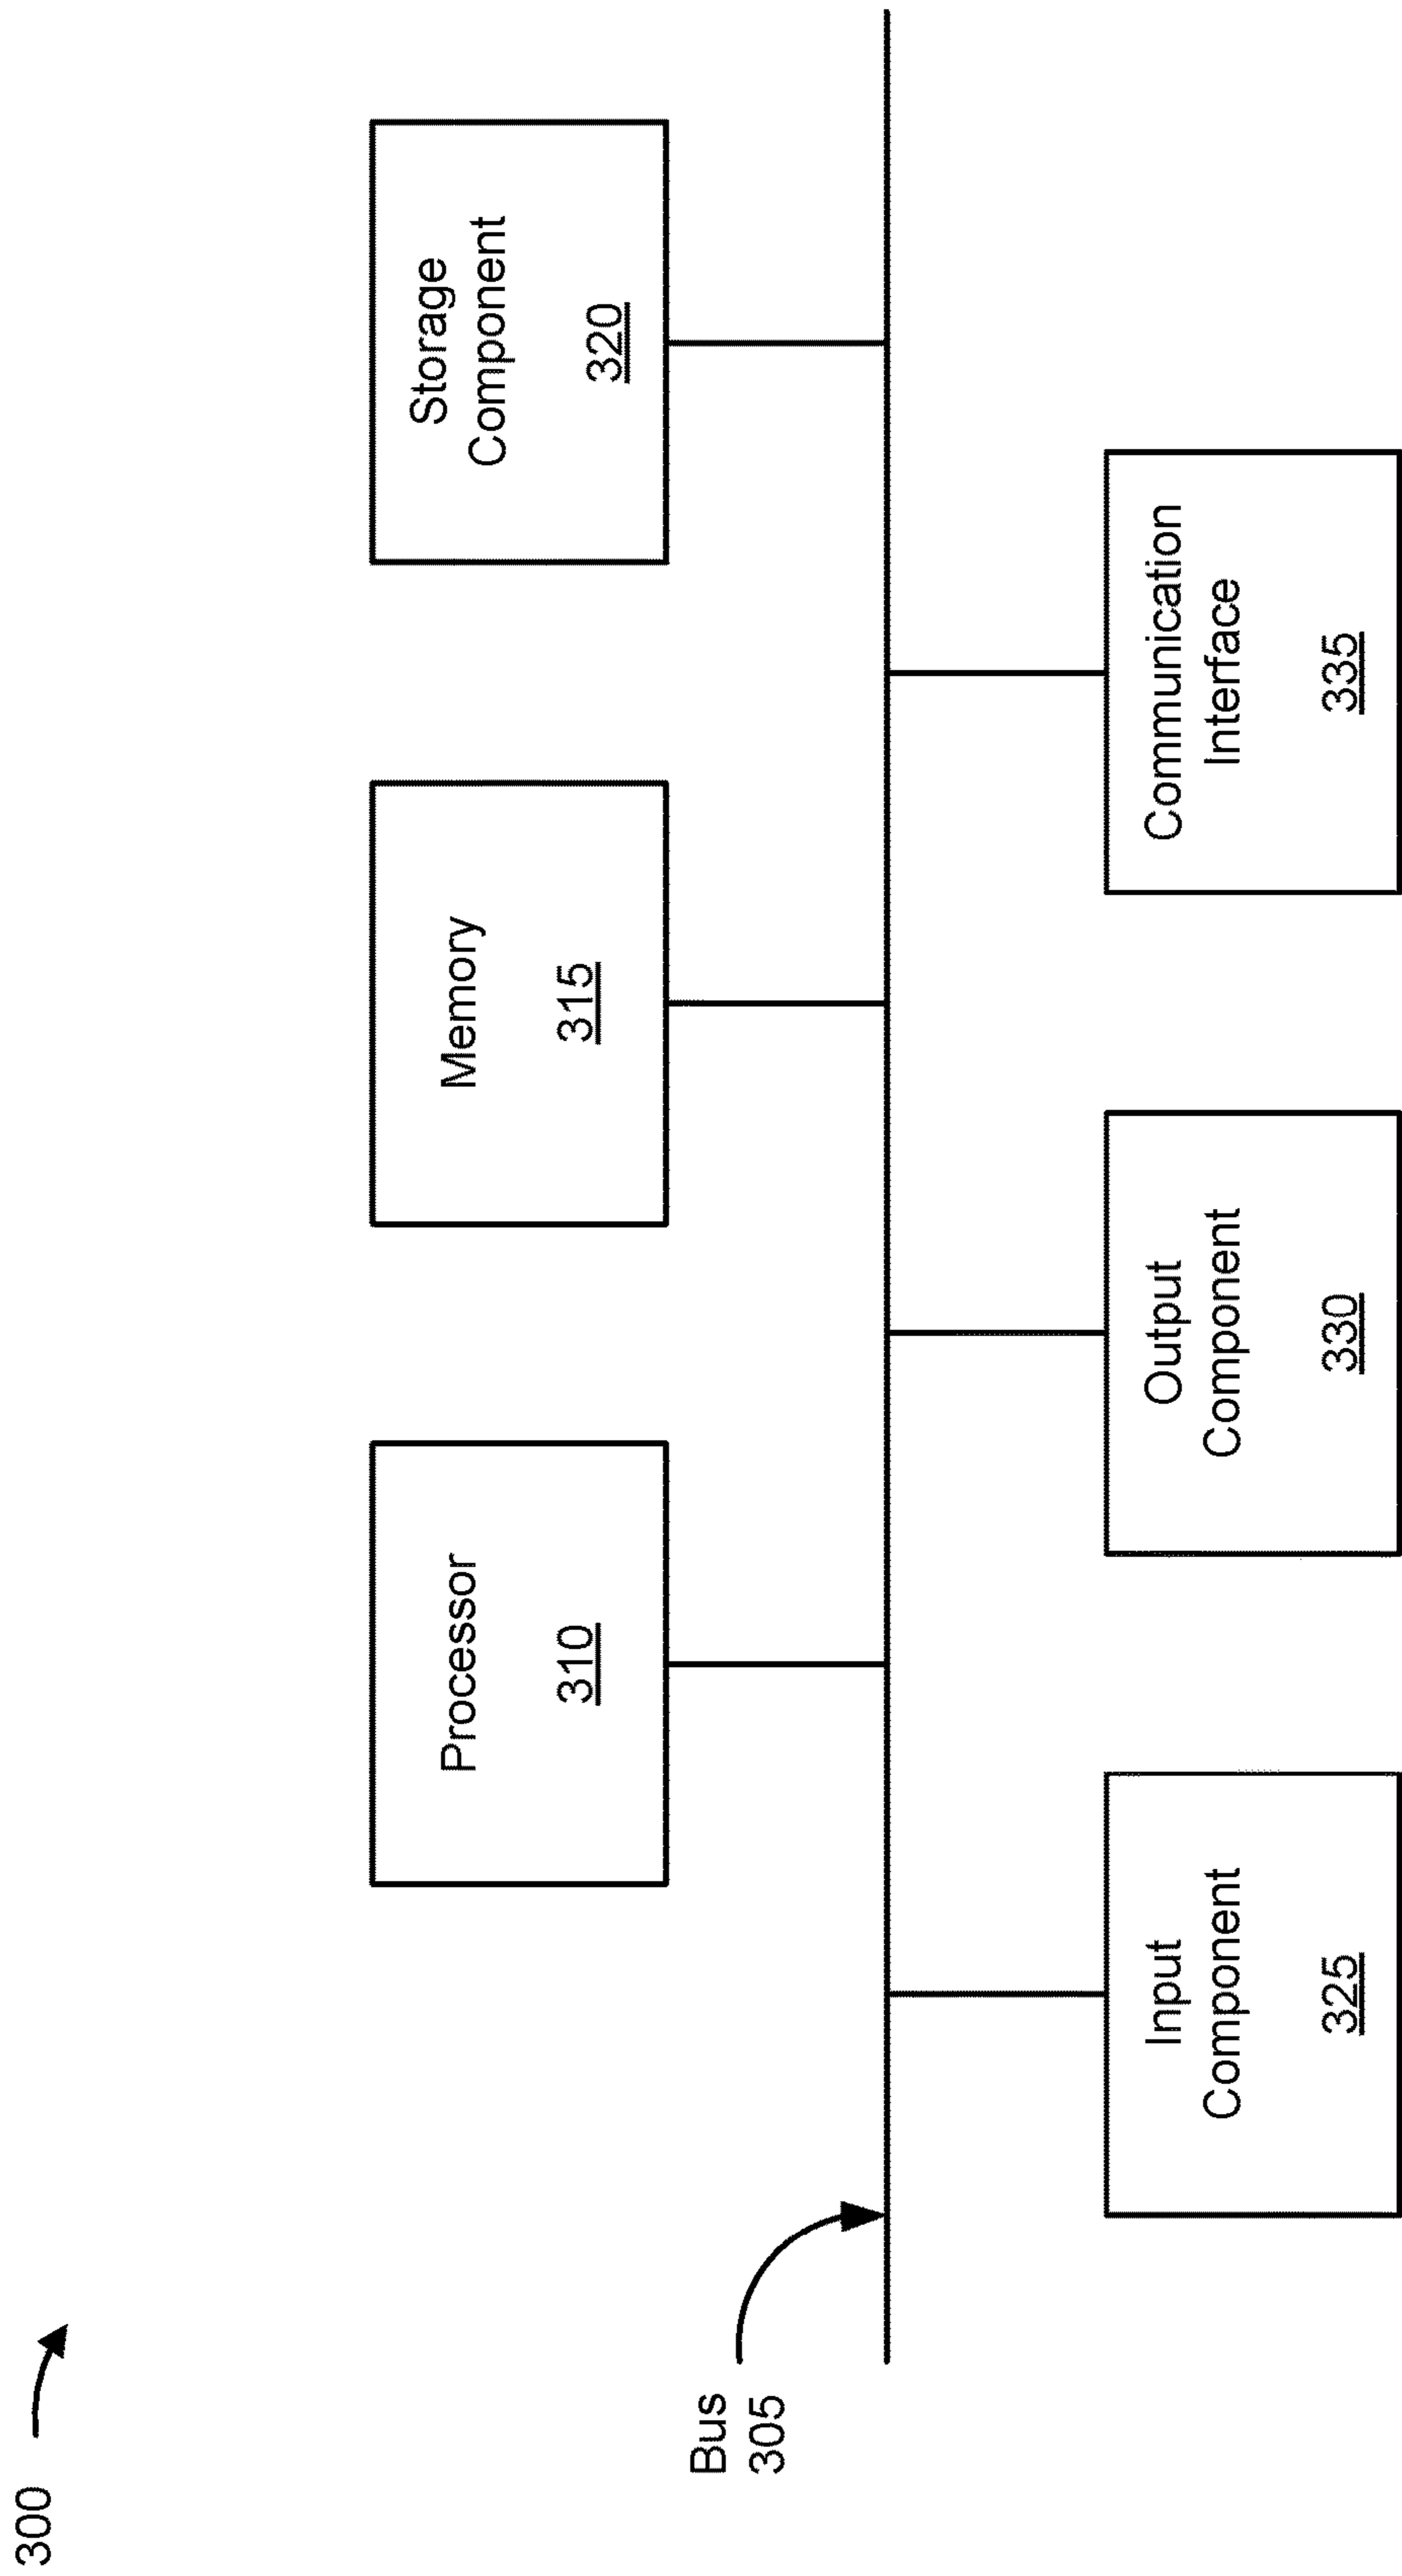 300
Processor
310
Memory
315
Storage
Component
320
Bus
305
Input
Component
325
Output
Component
330
Communication
Interface
335